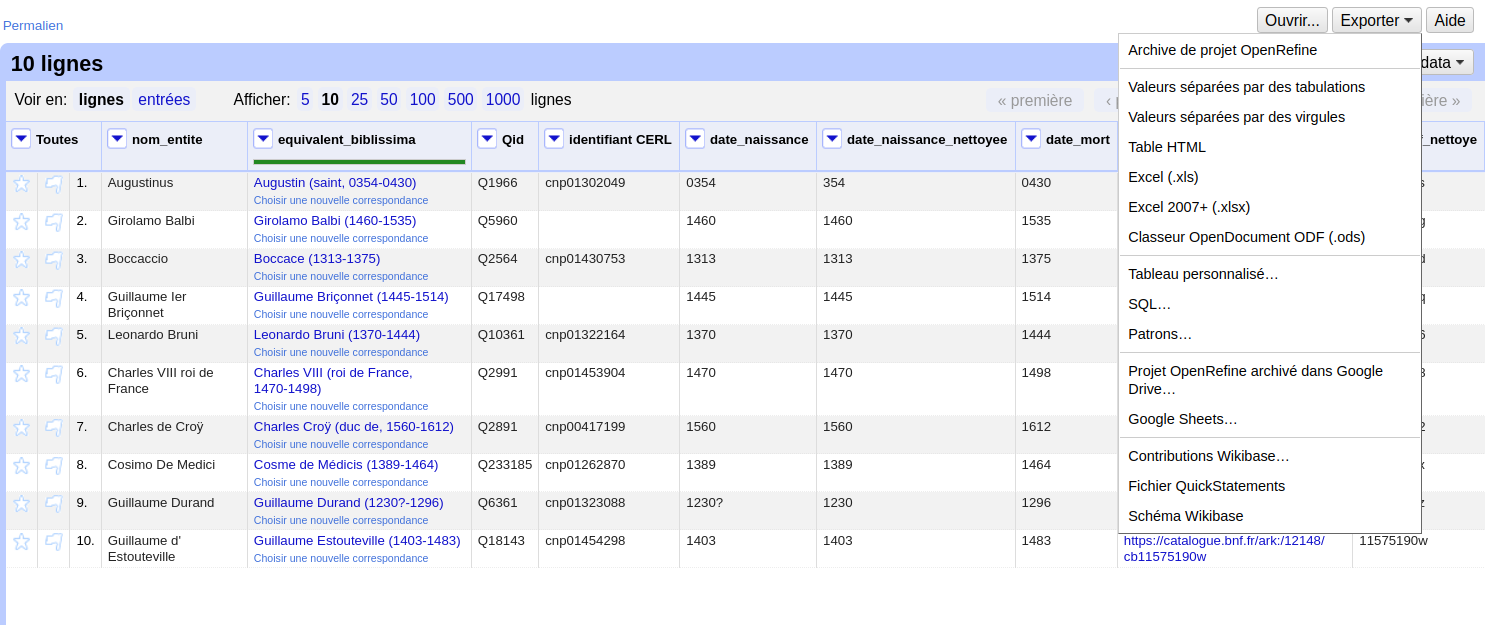 Permalien
Ouvrir... Exporter Aide
10 lignes
data
Voir en: lignes entrées Afficher: 5 10 25 50 100 500 1000 lignes « première ‹
ière »
Toutes nom_entite equivalent_biblissima Qid identifiant CERL date_naissance date_naissance_nettoyee date_mort
_nettoye
1. Augustinus Augustin (saint, 0354-0430) Q1966 cnp01302049 0354 354 0430
Choisir une nouvelle correspondance
2. Girolamo Balbi Girolamo Balbi (1460-1535) Q5960 1460 1460 1535
Choisir une nouvelle correspondance
3. Boccaccio Boccace (1313-1375) Q2564 cnp01430753 1313 1313 1375
Choisir une nouvelle correspondance
4. Guillaume Ier Guillaume Briçonnet (1445-1514) Q17498 1445 1445 1514
Briçonnet Choisir une nouvelle correspondance
5. Leonardo Bruni Leonardo Bruni (1370-1444) Q10361 cnp01322164 1370 1370 1444
Choisir une nouvelle correspondance
6. Charles VIII roi de Charles VIII (roi de France, Q2991 cnp01453904 1470 1470 1498
France 1470-1498)
Choisir une nouvelle correspondance
7. Charles de Croÿ Charles Croÿ (duc de, 1560-1612) Q2891 cnp00417199 1560 1560 1612
Choisir une nouvelle correspondance
8. Cosimo De Medici Cosme de Médicis (1389-1464) Q233185 cnp01262870 1389 1389 1464
Choisir une nouvelle correspondance
9. Guillaume Durand Guillaume Durand (1230?-1296) Q6361 cnp01323088 1230? 1230 1296
Choisir une nouvelle correspondance
10. Guillaume d' Guillaume Estouteville (1403-1483) Q18143 cnp01454298 1403 1403 1483 https://catalogue.bnf.fr/ark:/12148/ 11575190w
Estouteville Choisir une nouvelle correspondance cb11575190w
Archive de projet OpenRefine
Valeurs séparées par des tabulations
Valeurs séparées par des virgules
Table HTML
Excel (.xls)
Excel 2007+ (.xlsx)
Classeur OpenDocument ODF (.ods)
Tableau personnalisé…
SQL…
Patrons…
Projet OpenRefine archivé dans Google
Drive…
Google Sheets…
Contributions Wikibase…
Fichier QuickStatements
Schéma Wikibase